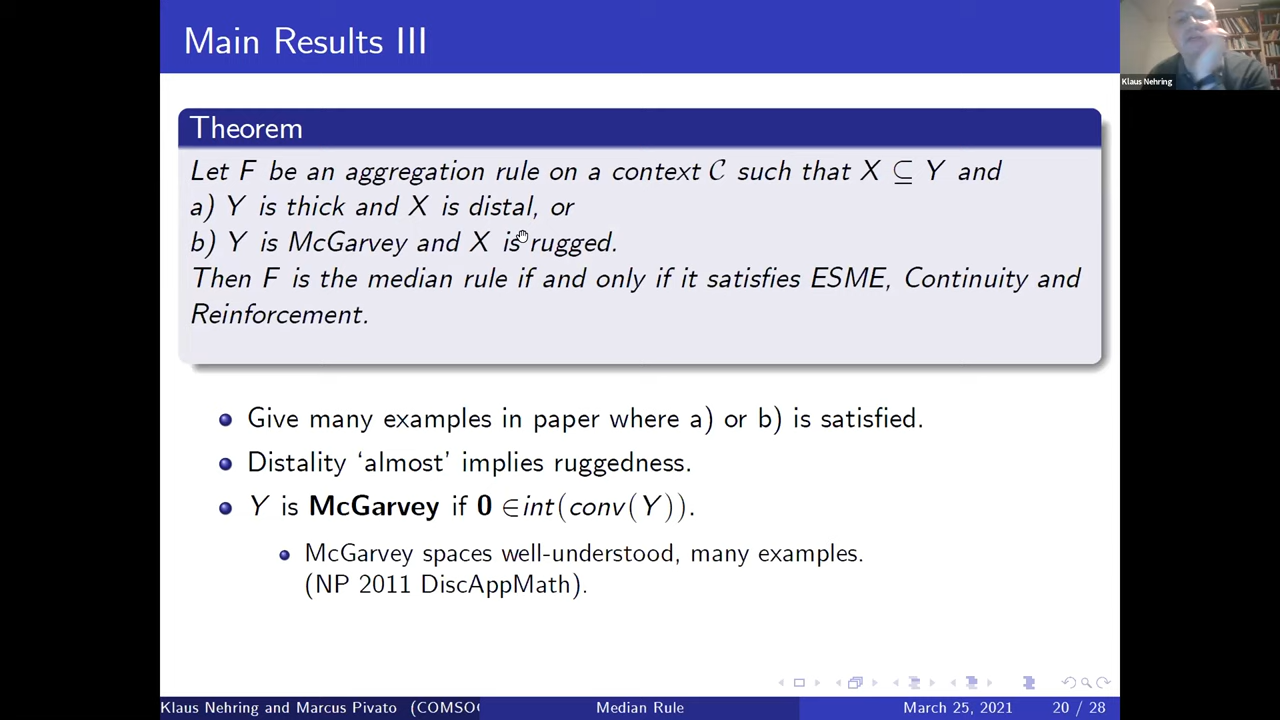 Main Results III
Klaus Nehring
Theorem
Let F be an aggregation rule on a context C such that X ⊆ Y and
a) Y is thick and X is distal, or
b) Y is McGarvey and X is rugged.
Then F is the median rule if and only if it satisfies ESME, Continuity and
Reinforcement.
Give many examples in paper where a) or b) is satisfied.
Distality ‘almost’ implies ruggedness.
Y is McGarvey if 0 ∈int(conv(Y)).
McGarvey spaces well-understood, many examples.
(NP 2011 DiscAppMath).
Klaus Nehring and Marcus Pivato (COMSOC
Median Rule
March 25, 2021
20 / 28